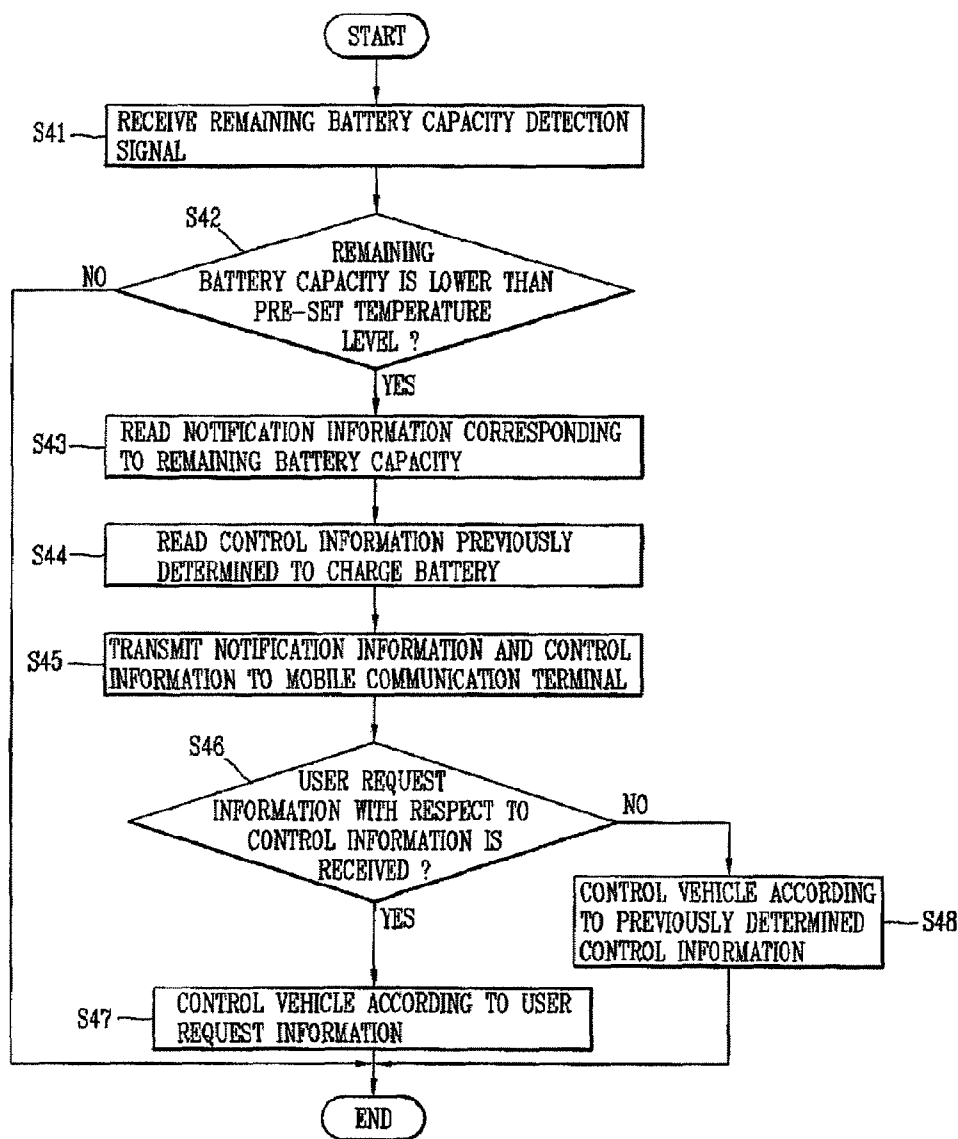 START
S41
RECEIVE REMAINING BATTERY CAPACITY DETECTION
SIGNAL
S42
REMAINING
BATTERY CAPACITY IS LOWER THAN
PRE-SET TEMPERATURE
LEVEL ?
NO
YES
S43
READ NOTIFICATION INFORMATION CORRESPONDING
TO REMAINING BATTERY CAPACITY
S44
READ CONTROL INFORMATION PREVIOUSLY
DETERMINED TO CHARGE BATTERY
S45
TRANSMIT NOTIFICATION INFORMATION AND CONTROL
INFORMATION TO MOBILE COMMUNICATION TERMINAL
S46
USER REQUEST
INFORMATION WITH RESPECT TO
CONTROL INFORMATION IS
RECEIVED ?
NO
YES
CONTROL VEHICLE ACCORDING
TO PREVIOUSLY DETERMINED
CONTROL INFORMATION
S48
S47
CONTROL VEHICLE ACCORDING TO USER
REQUEST INFORMATION
END